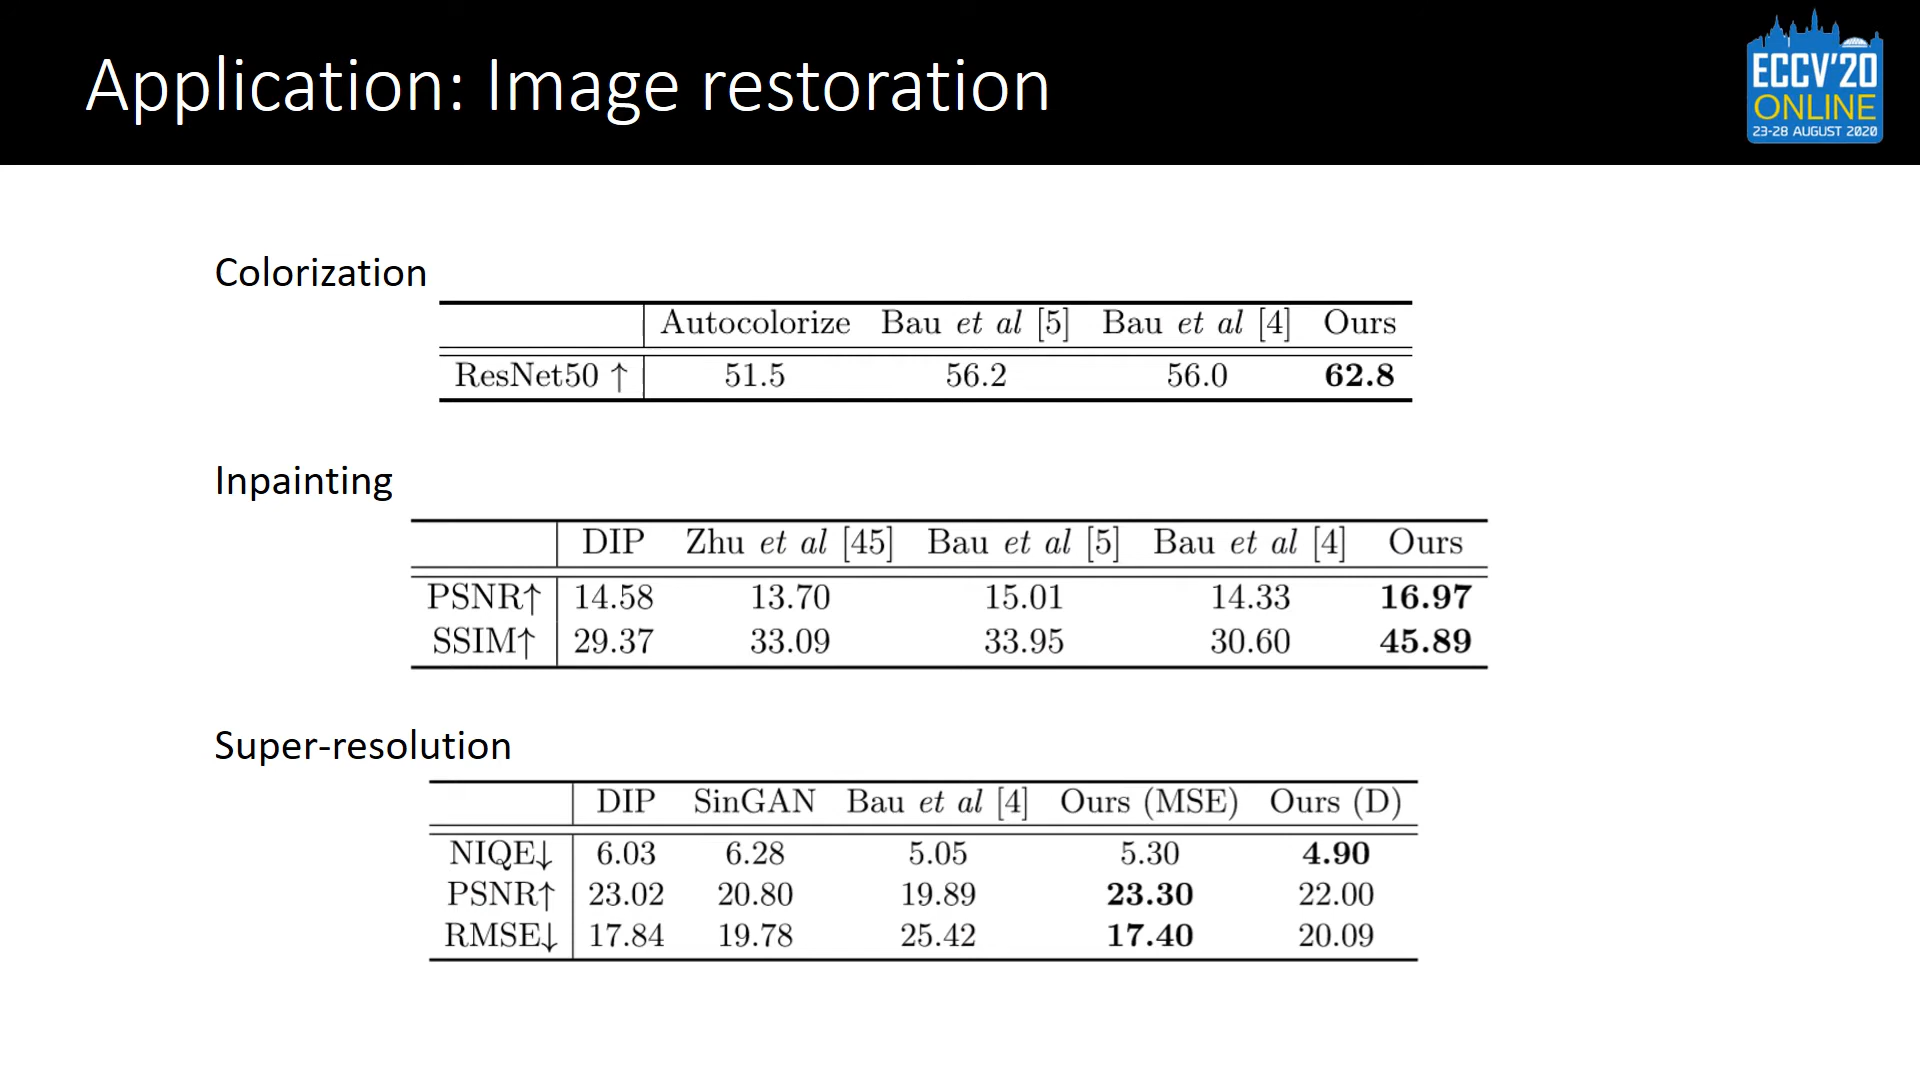 Application: Image restoration
ECCV'20
ONLINE
23-28 AUGUST 2020
Colorization
Autocolorize Bau et al [5] Bau et al [4] Ours
ResNet50 ↑ 51.5 56.2 56.0 62.8
Inpainting
DIP Zhu et al [45] Bau et al [5] Bau et al [4] Ours
PSNR↑ 14.58 13.70 15.01 14.33 16.97
SSIM↑ 29.37 33.09 33.95 30.60 45.89
Super-resolution
DIP SinGAN Bau et al [4] Ours (MSE) Ours (D)
NIQE↓ 6.03 6.28 5.05 5.30 4.90
PSNR↑ 23.02 20.80 19.89 23.30 22.00
RMSE↓ 17.84 19.78 25.42 17.40 20.09